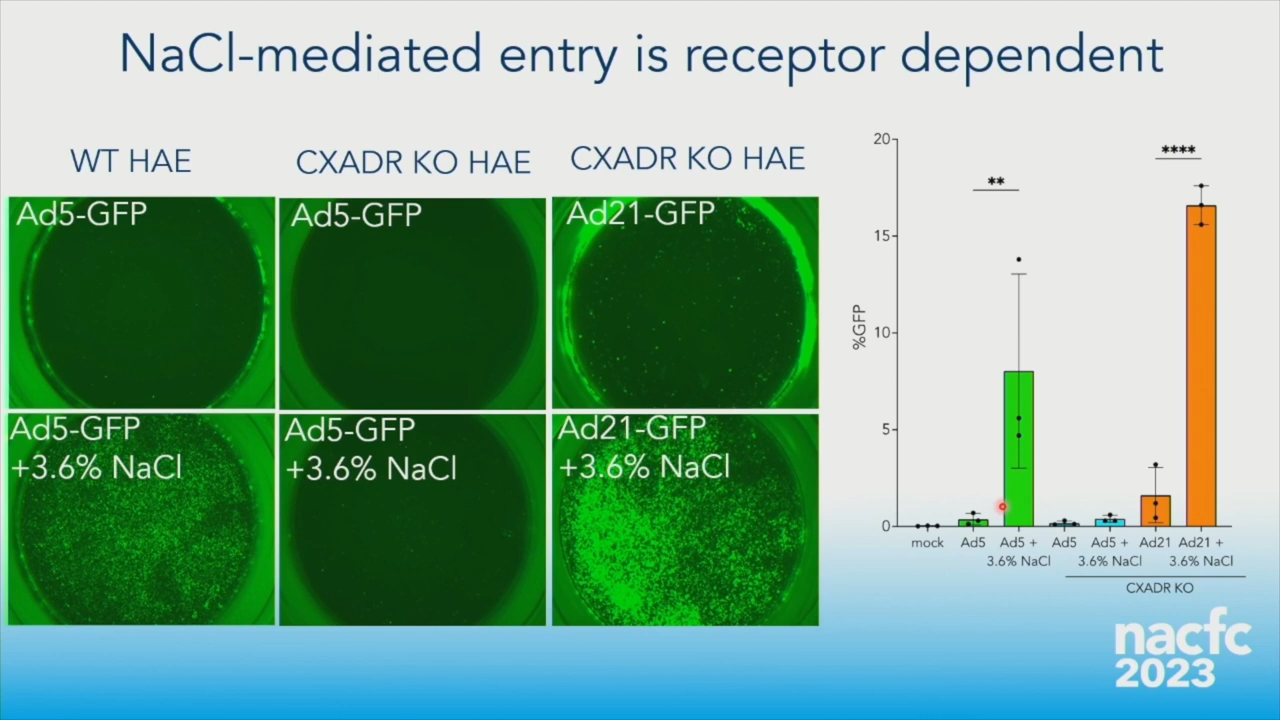 NaCl-mediated entry is receptor dependent
WT HAE
CXADR KO HAE
CXADR KO HAE
Ad5-GFP
Ad5-GFP
Ad21-GFP
Ad5-GFP
+3.6% NaCl
Ad5-GFP
+3.6% NaCl
Ad21-GFP
+3.6% NaCl
%GFP
20
15
10
5
0
**
****
mock
Ad5
Ad5 +
3.6% NaCl
Ad5
Ad5 +
3.6% NaCl
Ad21
Ad21 +
3.6% NaCl
CXADR KO
nacfc
2023